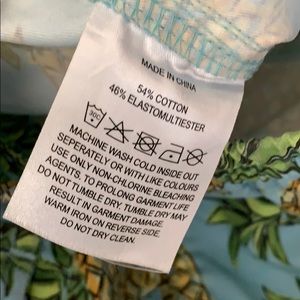 MADE IN CHINA
54% COTTON
46% ELASTOMULTIESTER
MACHINE WASH COLD INSIDE OUT
SEPERATELY OR WITH LIKE COLOURS
USE ONLY NON-CHLORINE BLEACHING
AGENTS. TO PROLONG GARMENT LIFE
DO NOT TUMBLE DRY. TUMBLE DRY MAY
RESULT IN GARMENT DAMAGE.
WARM IRON ON REVERSE SIDE.
DO NOT DRY CLEAN.